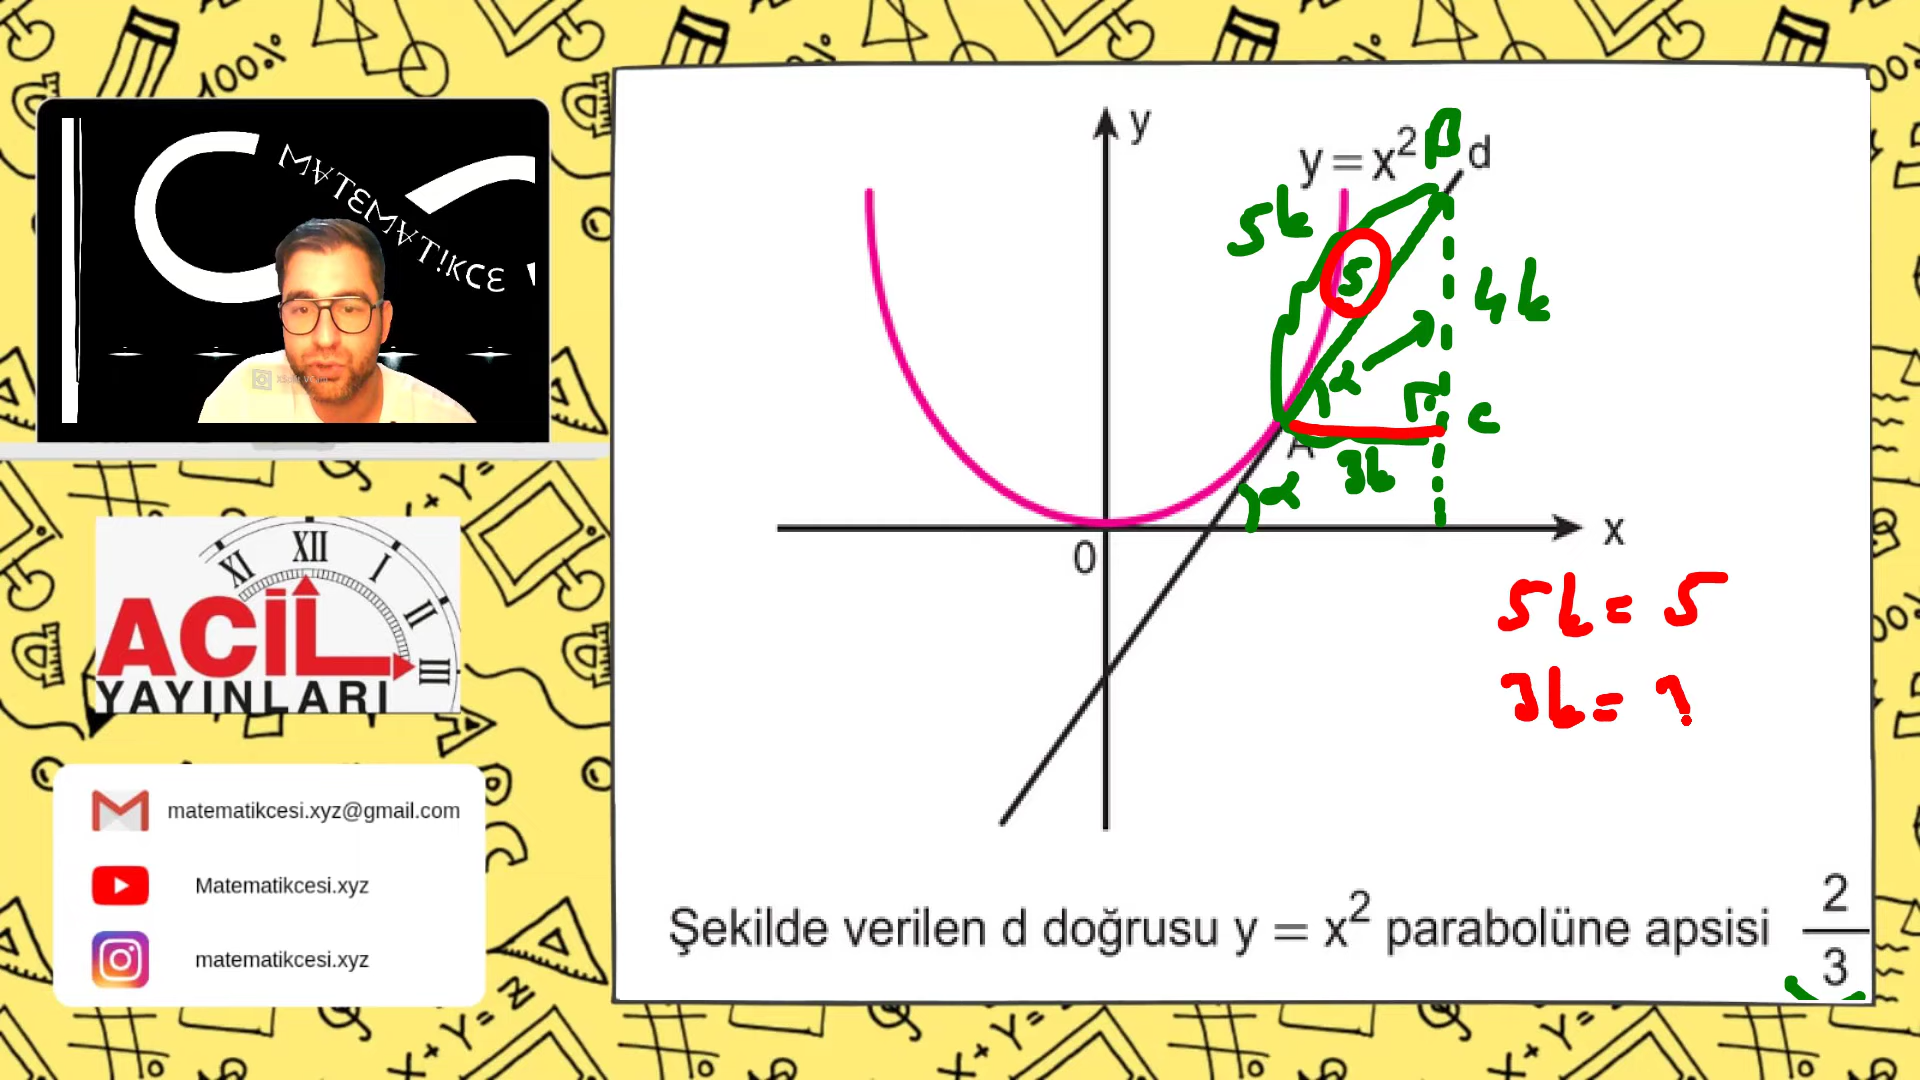 MATEMATİKCE
XI XII I II III
ACİL
YAYINLARI
matematikcesi.xyz@gmail.com
Matematikcesi.xyz
matematikcesi.xyz
y
y = x² B d
5k
5
4k
α
A
C
3k
α
0
x
5k = 5
3k = ?
Şekilde verilen d doğrusu y = x² parabolüne apsisi 2/3